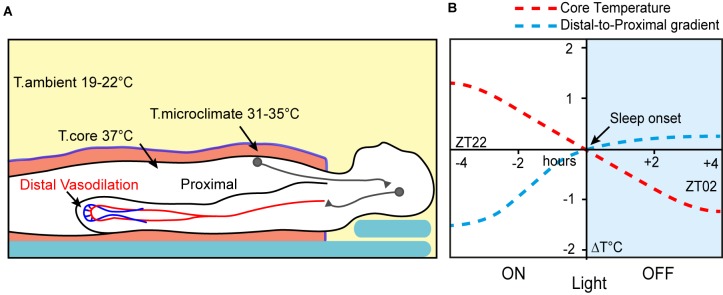 A
T.ambient 19-22°C
T.microclimate 31-35°C
T.core 37°C
Distal Vasodilation
Proximal
B
Core Temperature
Distal-to-Proximal gradient
2
1
Sleep onset
ZT22
hours
-4
-2
+2
+4
ZT02
-1
-2
ΔT°C
ON
Light
OFF